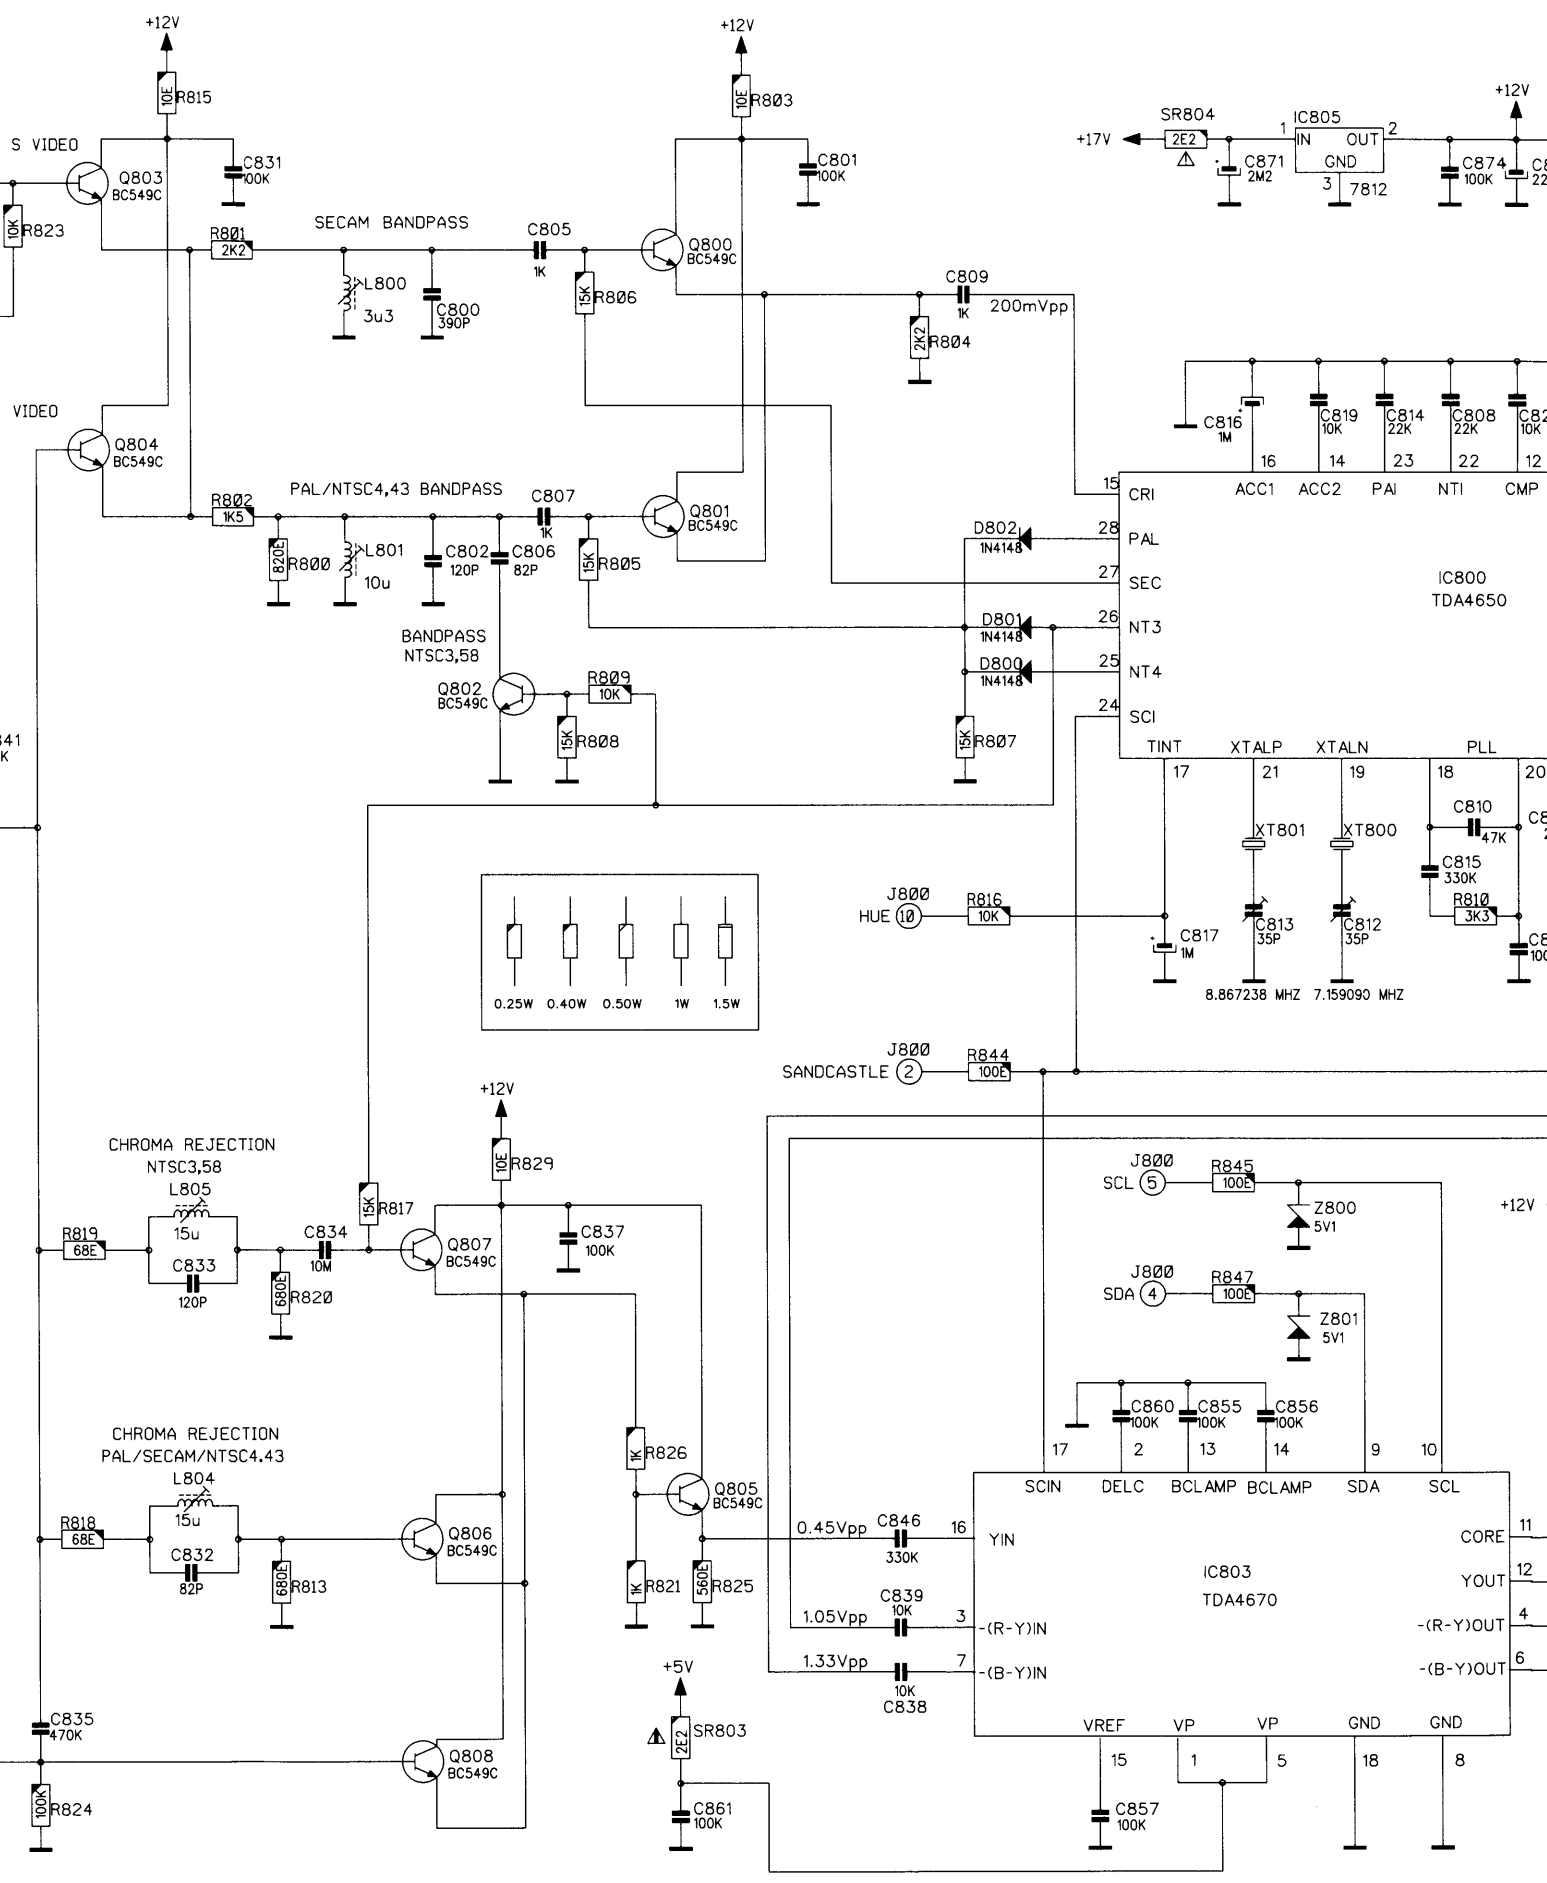 +12V
10E
R815
S VIDEO
Q803
BC549C
C831
100K
10K
R823
R801
2K2
SECAM BANDPASS
L800
3u3
C800
390P
C805
1K
15K
R806
+12V
10E
R803
C801
100K
Q800
BC549C
C809
1K
200mVpp
2K2
R804
+17V
SR804
2E2
IC805
1
IN
OUT
2
GND
3
7812
C871
2M2
+12V
C874
100K
VIDEO
Q804
BC549C
R802
1K5
PAL/NTSC4,43 BANDPASS
820E
R800
L801
10u
C802
120P
C806
82P
C807
1K
15K
R805
Q801
BC549C
BANDPASS
NTSC3,58
Q802
BC549C
R809
10K
15K
R808
D802
1N4148
D801
1N4148
D800
1N4148
15K
R807
C816
1M
C819
10K
C814
22K
C808
22K
10K
16
14
23
22
12
ACC1
ACC2
PAI
NTI
CMP
15
CRI
28
PAL
27
SEC
26
NT3
25
NT4
24
SCI
IC800
TDA4650
TINT
XTALP
XTALN
PLL
17
21
19
18
20
XT801
XT800
C810
47K
C815
330K
R810
3K3
J800
HUE
10
R816
10K
C817
1M
C813
35P
C812
35P
8.867238 MHZ
7.159090 MHZ
0.25W
0.40W
0.50W
1W
1.5W
J800
SANDCASTLE
2
R844
100E
J800
SCL
5
R845
100E
Z800
5V1
+12V
J800
SDA
4
R847
100E
Z801
5V1
CHROMA REJECTION
NTSC3,58
L805
15u
R819
68E
C833
120P
680E
R820
C834
10M
15K
R817
+12V
10E
R829
Q807
BC549C
C837
100K
CHROMA REJECTION
PAL/SECAM/NTSC4.43
L804
15u
R818
68E
C832
82P
680E
R813
Q806
BC549C
1K
R826
Q805
BC549C
1K
R821
560E
R825
C835
470K
100K
R824
Q808
BC549C
+5V
SR803
2E2
C861
100K
0.45Vpp
C846
330K
1.05Vpp
C839
10K
1.33Vpp
10K
C838
C860
100K
C855
100K
C856
100K
17
2
13
14
9
10
SCIN
DELC
BCLAMP
BCLAMP
SDA
SCL
16
YIN
3
-(R-Y)IN
7
-(B-Y)IN
IC803
TDA4670
CORE
11
YOUT
12
-(R-Y)OUT
4
-(B-Y)OUT
6
VREF
VP
VP
GND
GND
15
1
5
18
8
C857
100K